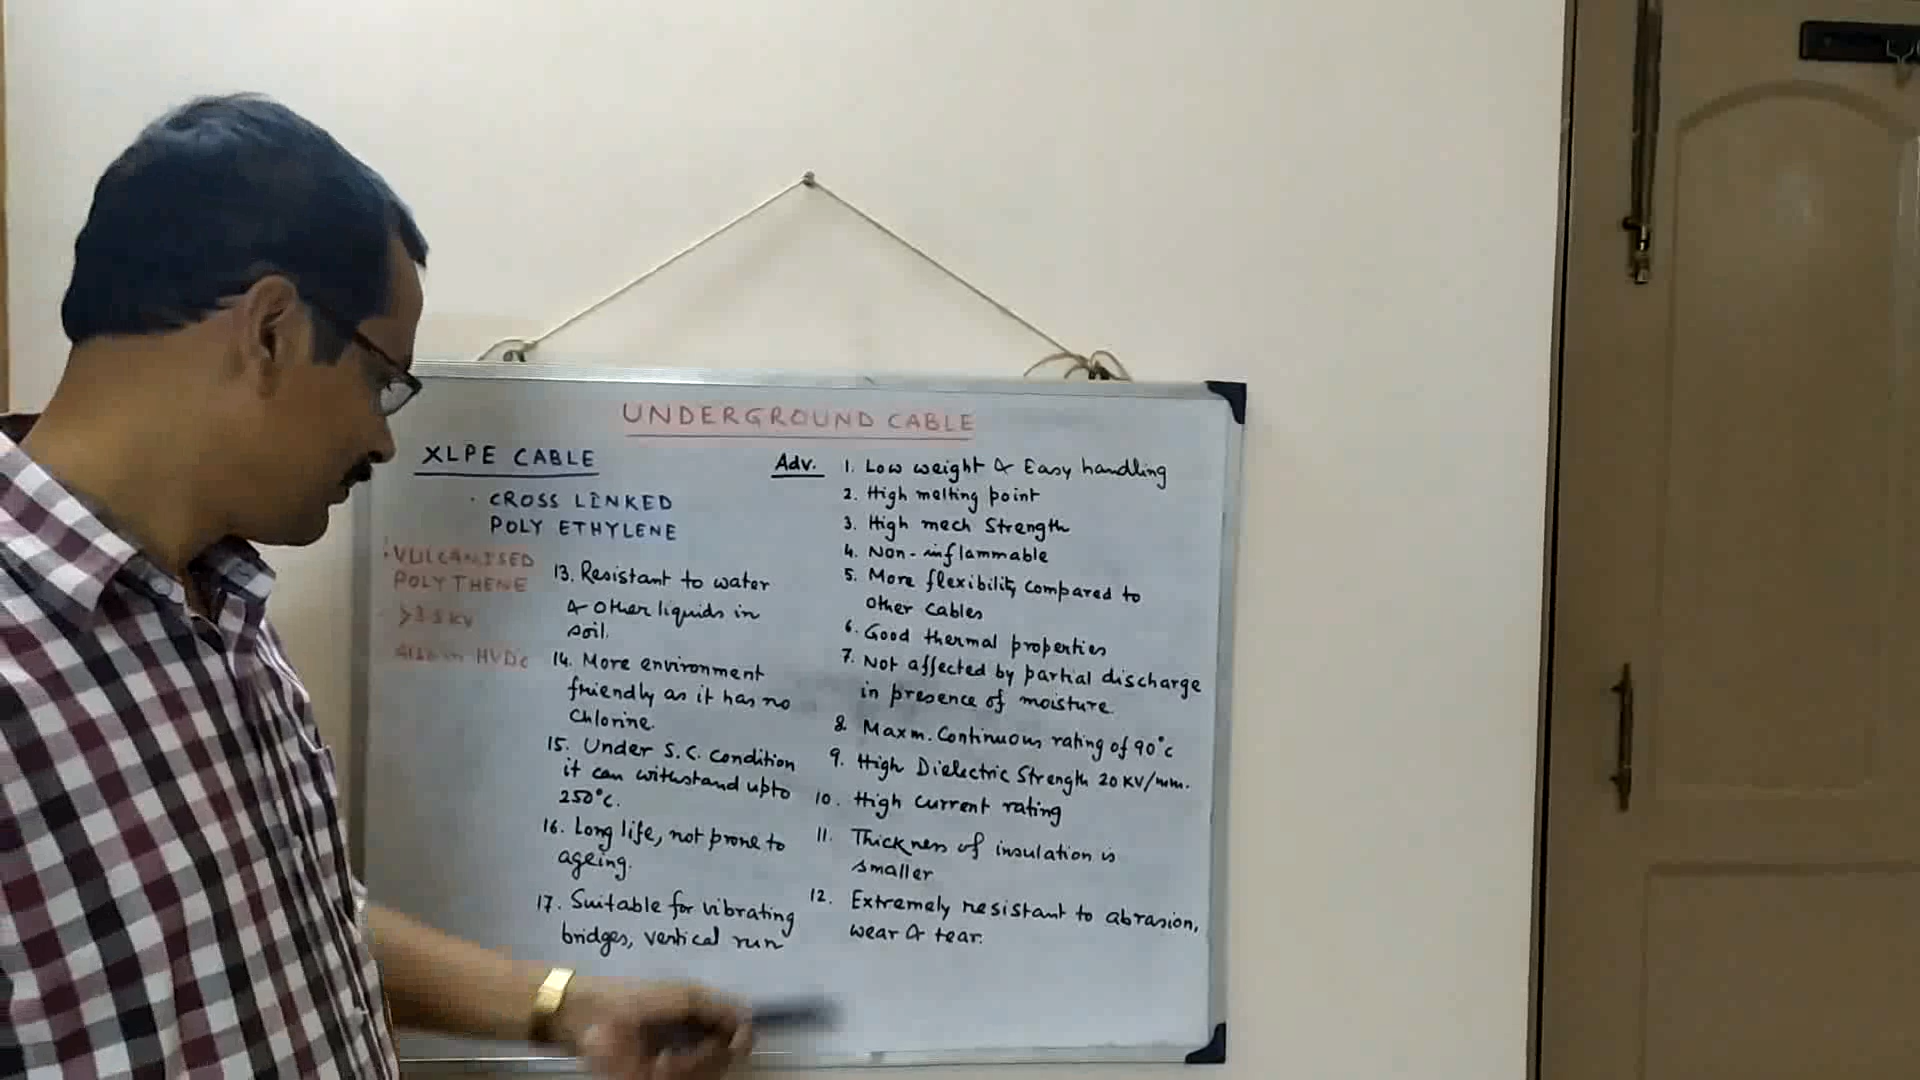 UNDERGROUND CABLE
XLPE CABLE
CROSS LINKED
POLY ETHYLENE
VULCANISED
POLYTHENE
Also in HVDC
Adv.
1. Low weight & Easy handling
2. High melting point
3. High mech Strength
4. Non-inflammable
5. More flexibility compared to
other cables
6. Good thermal properties
7. Not affected by partial discharge
in presence of moisture.
8. Maxm. Continuous rating of 90°C
9. High Dielectric Strength 20 KV/mm.
10. High current rating
11. Thickness of insulation is
smaller
12. Extremely resistant to abrasion,
wear & tear.
13. Resistant to water
& other liquids in
soil.
14. More environment
friendly as it has no
Chlorine.
15. Under S.C. Condition
it can withstand upto
250°C.
16. Long life, not prone to
ageing.
17. Suitable for vibrating
bridges, vertical run